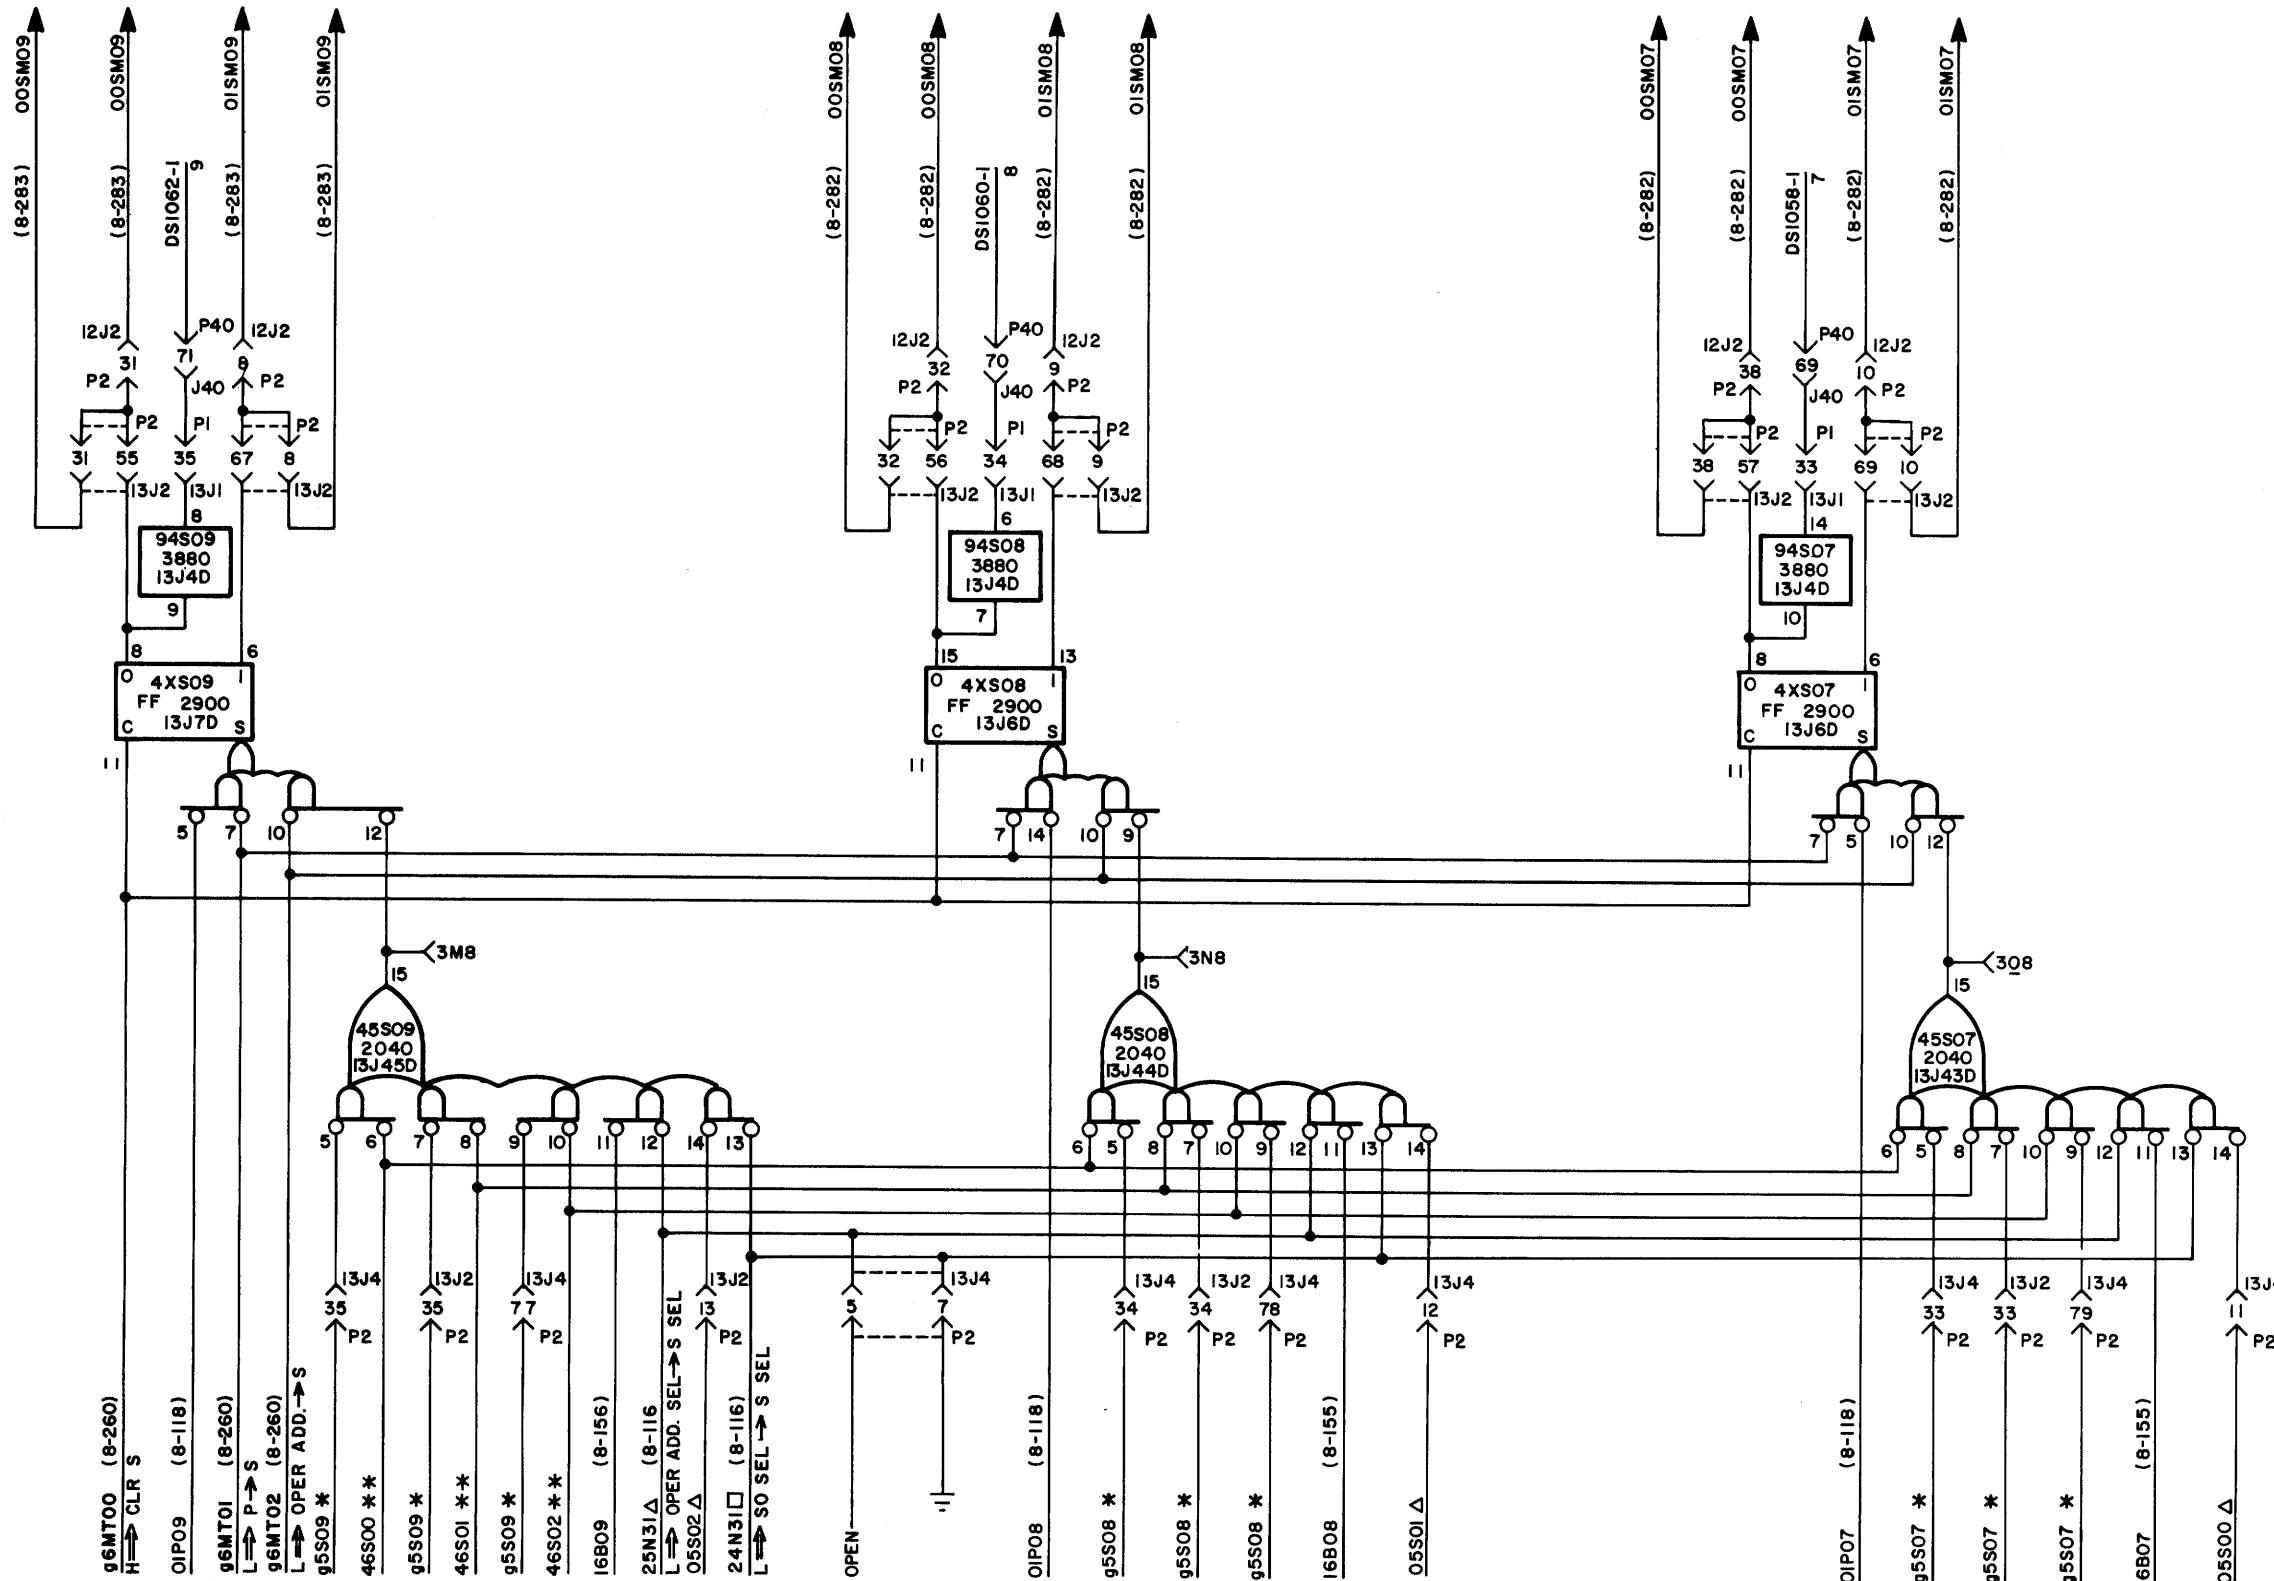 00SM09
00SM09
01SM09
01SM09
00SM08
00SM08
01SM08
01SM08
00SM07
00SM07
01SM07
01SM07
(8-283)
(8-283)
DS1062-1
9
(8-283)
(8-283)
(8-282)
(8-282)
DS1060-1
8
(8-282)
(8-282)
(8-282)
(8-282)
DS1058-1
7
(8-282)
(8-282)
12J2
P40
12J2
31
71
8
P2
J40
P2
P2
P1
P2
31
55
35
67
8
13J2
13J1
13J2
8
94S09
3880
13J4D
9
8
6
0
1
4XS09
FF 2900
13J7D
C
S
11
5
7
10
12
12J2
P40
12J2
32
70
9
P2
J40
P2
P2
P1
P2
32
56
34
68
9
13J2
13J1
13J2
6
94S08
3880
13J4D
7
15
13
0
1
4XS08
FF 2900
13J6D
C
S
11
7
14
10
9
12J2
P40
12J2
38
69
10
P2
J40
P2
P2
P1
P2
38
57
33
69
10
13J2
13J1
13J2
14
94S07
3880
13J4D
10
8
6
0
1
4XS07
FF 2900
13J6D
C
S
11
7
5
10
12
3M8
15
45S09
2040
13J45D
5
6
7
8
9
10
11
12
14
13
3N8
15
45S08
2040
13J44D
6
5
8
7
10
9
12
11
13
14
3O8
15
45S07
2040
13J43D
6
5
8
7
10
9
12
11
13
14
13J4
35
P2
13J2
35
P2
13J4
77
P2
13J2
13
P2
5
13J4
7
P2
13J4
34
P2
13J2
34
P2
13J4
78
P2
13J4
12
P2
13J4
33
P2
13J2
33
P2
13J4
79
P2
11
P2
g6MT00 (8-260)
H⟹ CLR S
01P09 (8-118)
g6MT01 (8-260)
L⟹ P→S
g6MT02 (8-260)
L⟹ OPER ADD.→S
g5S09 *
46S00 **
g5S09 *
46S01 **
g5S09 *
46S02 **
16B09 (8-156)
25N31△ (8-116
L⟹ OPER ADD. SEL→S SEL
05S02 △
24N31□ (8-116)
L⟹ SO SEL→ S SEL
OPEN
01P08 (8-118)
g5S08 *
g5S08 *
g5S08 *
16B08 (8-155)
05S01 △
01P07 (8-118)
g5S07 *
g5S07 *
g5S07 *
6B07 (8-155)
05S00 △